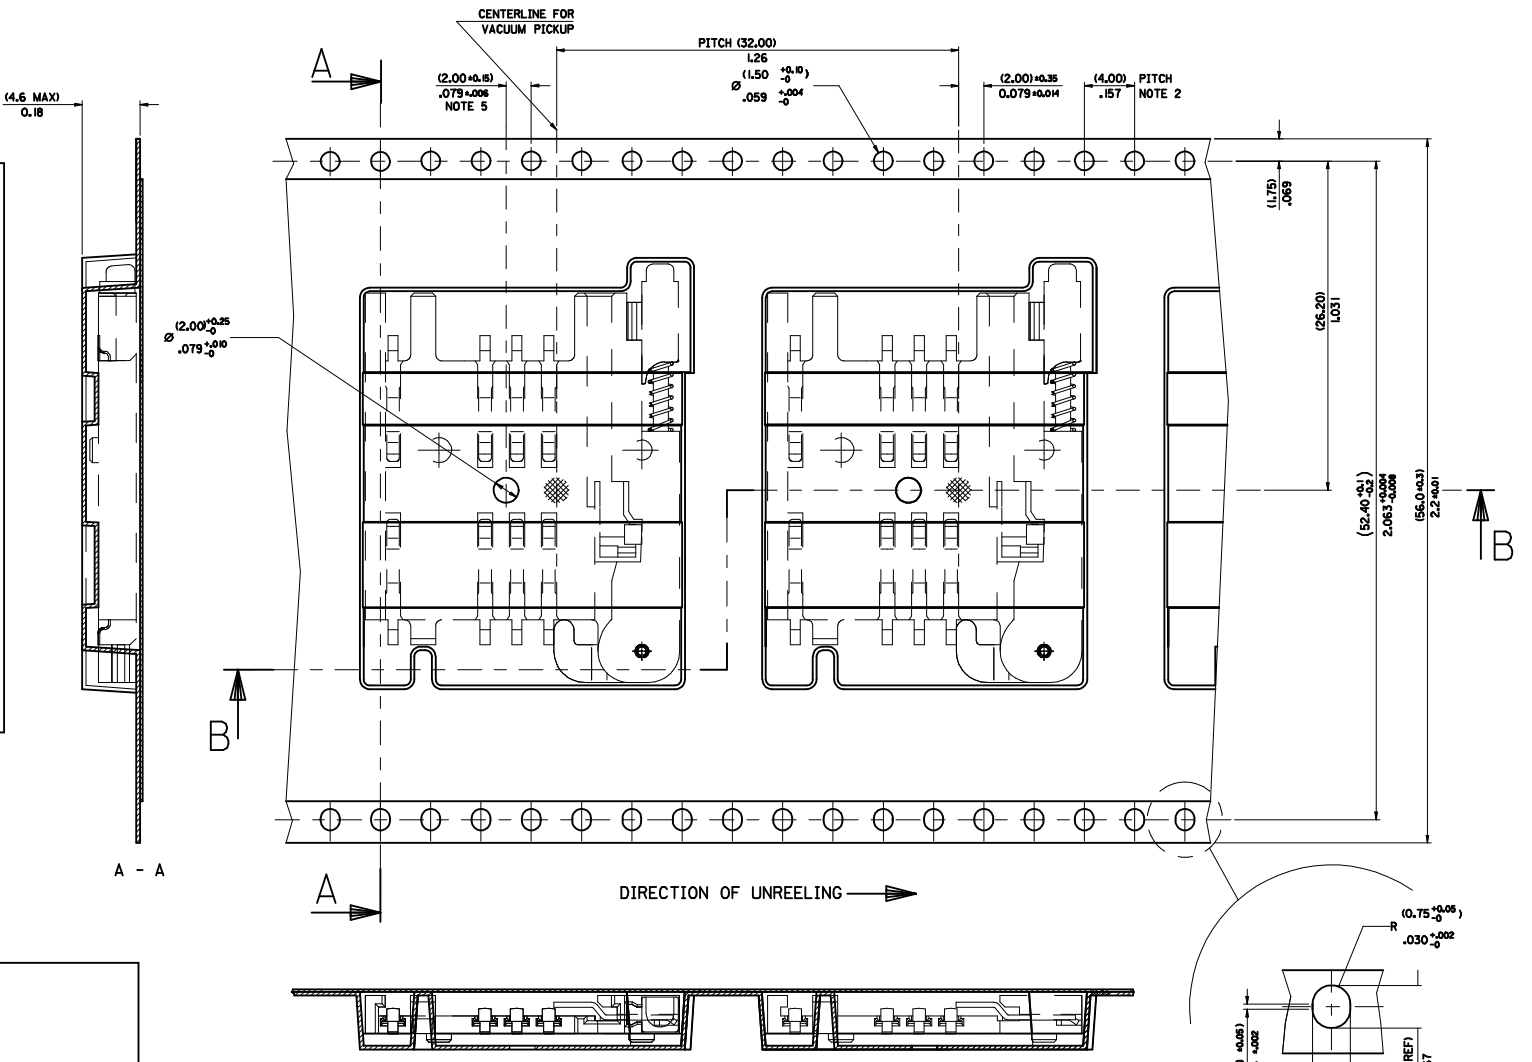 CENTERLINE FOR
VACUUM PICKUP
PITCH (32.00)
1.26
A
(4.6 MAX)
0.18
(2.00±0.15)
.079±.006
NOTE 5
Ø (1.50 +0.10 -0)
.059 +.004 -0
(2.00)±0.35
0.079±0.014
(4.00) PITCH
.157 NOTE 2
(1.75)
.069
(26.20)
1.031
(52.40 +0.1 -0.2)
2.063 +0.004 -0.008
(56.0±0.3)
2.2±0.01
Ø (2.00) +0.25 -0
.079 +.010 -0
B
B
A - A
A
DIRECTION OF UNREELING
R (0.75 +0.05 -0)
.030 +.002 -0
±0.05)
±.002
REF)